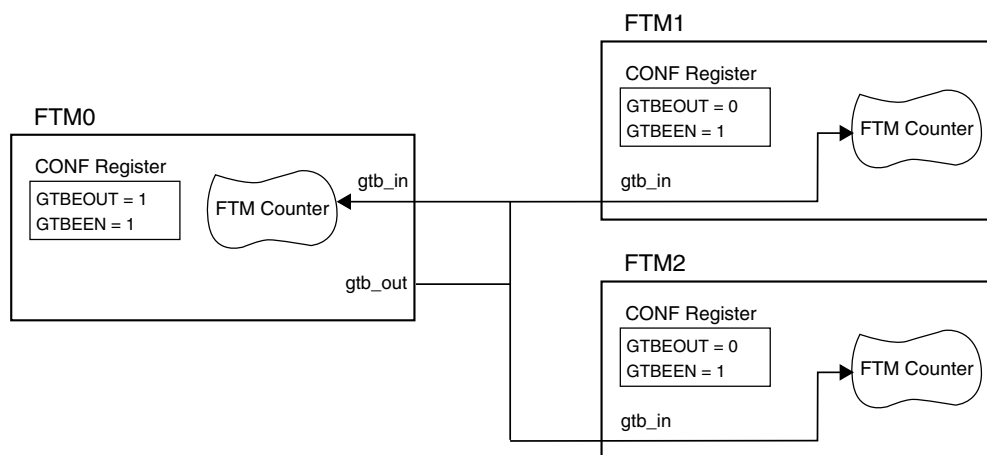 FTM0
CONF Register
GTBEOUT = 1
GTBEEN = 1
FTM Counter
gtb_in
gtb_out
FTM1
CONF Register
GTBEOUT = 0
GTBEEN = 1
FTM Counter
gtb_in
FTM2
CONF Register
GTBEOUT = 0
GTBEEN = 1
FTM Counter
gtb_in